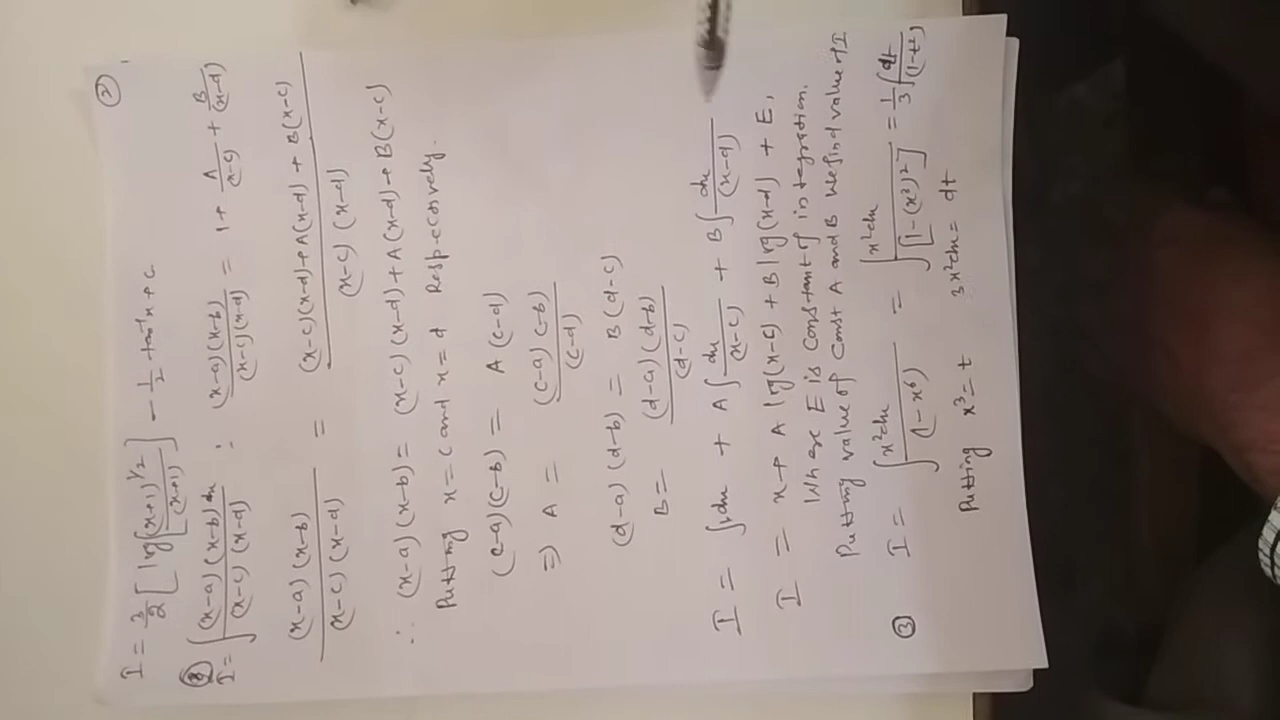 ②
I = 3/2 [ log (x+1)^1/2 / (x+1) ] - 1/2 tan⁻¹x + c.
② I = ∫ (x-a)(x-b)dx / (x-c)(x-d) : (x-a)(x-b) / (x-c)(x-d) = 1 + A/(x-c) + B/(x-d)
(x-a)(x-b) / (x-c)(x-d) = (x-c)(x-d)+A(x-d)+B(x-c) / (x-c)(x-d)
∴ (x-a)(x-b) = (x-c)(x-d)+A(x-d)+B(x-c)
Putting x=c and x=d Respectively.
(c-a)(c-b) = A(c-d)
⇒ A = (c-a)(c-b) / (c-d)
(d-a)(d-b) = B(d-c)
B = (d-a)(d-b) / (d-c)
I = ∫1dx + A∫ dx/(x-c) + B∫ dx/(x-d)
I = x+A log(x-c)+B log(x-d)+E,
Where E is constant of integration.
Putting value of Const A and B We find value of I
③ I = ∫ x²dx / (1-x⁶) = ∫ x²dx / [1-(x³)²] = 1/3 ∫ dt / (1-t²)
Putting x³=t 3x²dx = dt